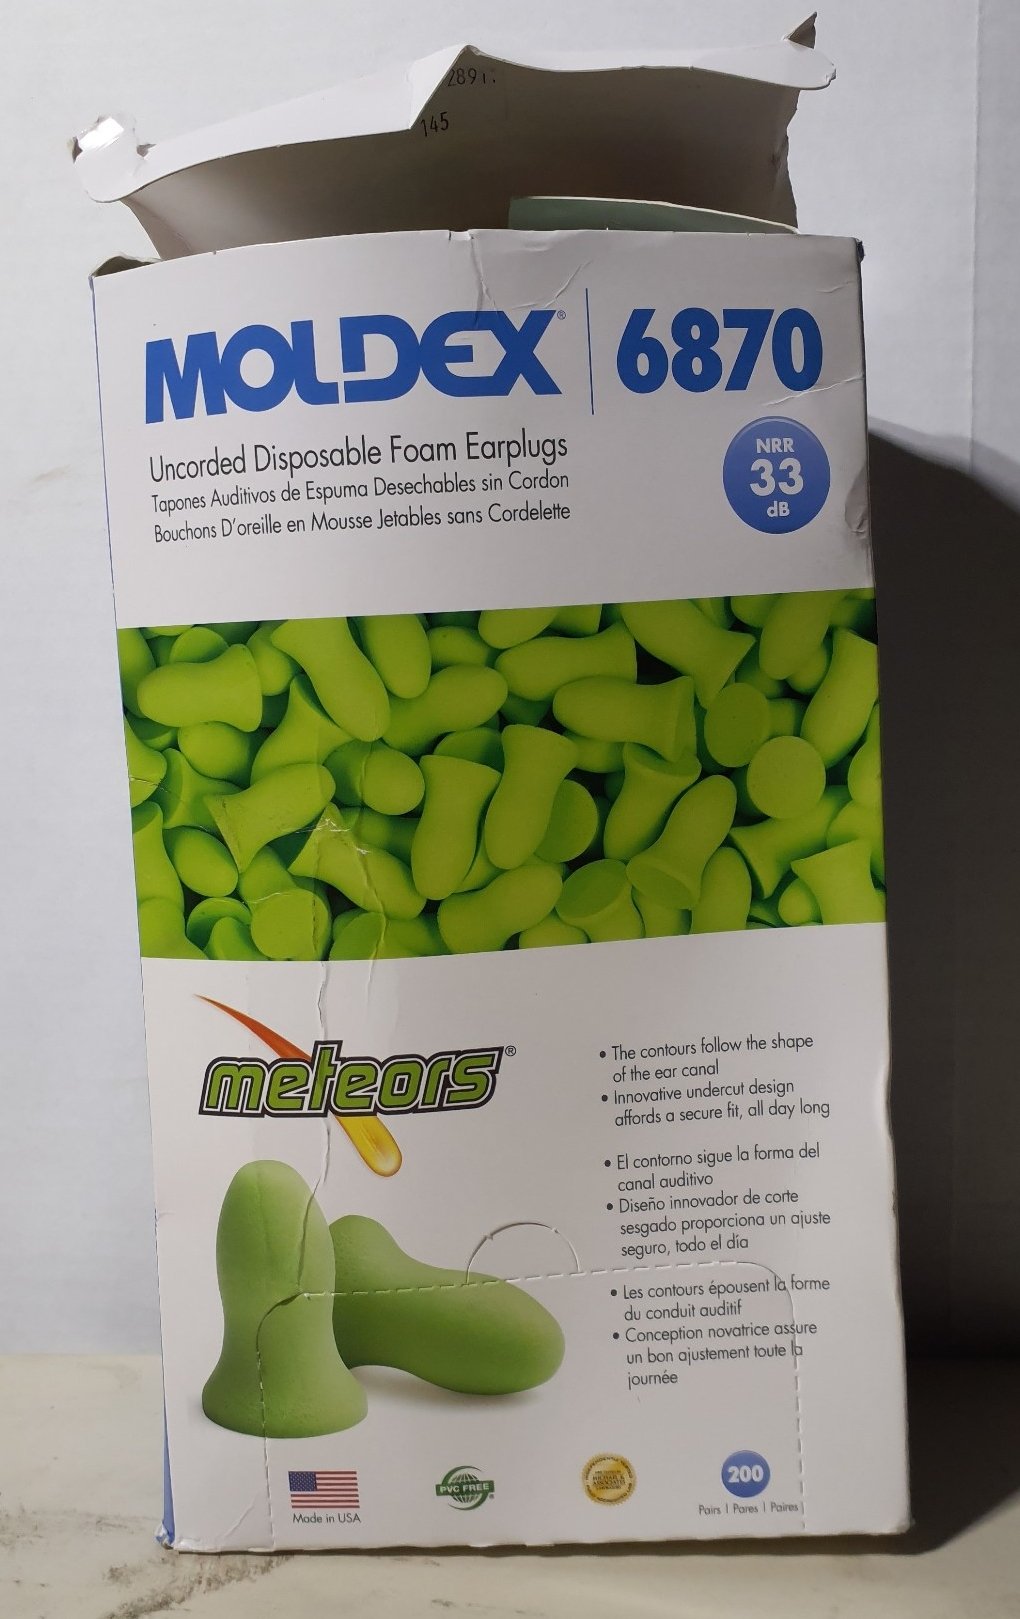 289
145
MOLDEX® 6870
Uncorded Disposable Foam Earplugs
Tapones Auditivos de Espuma Desechables sin Cordon
Bouchons D'oreille en Mousse Jetables sans Cordelette
NRR
33
dB
meteors®
• The contours follow the shape
of the ear canal
• Innovative undercut design
affords a secure fit, all day long
• El contorno sigue la forma del
canal auditivo
• Diseño innovador de corte
sesgado proporciona un ajuste
seguro, todo el día
• Les contours épousent la forme
du conduit auditif
• Conception novatrice assure
un bon ajustement toute la
journée
Made in USA
PVC FREE®
200
Pairs | Pares | Paires